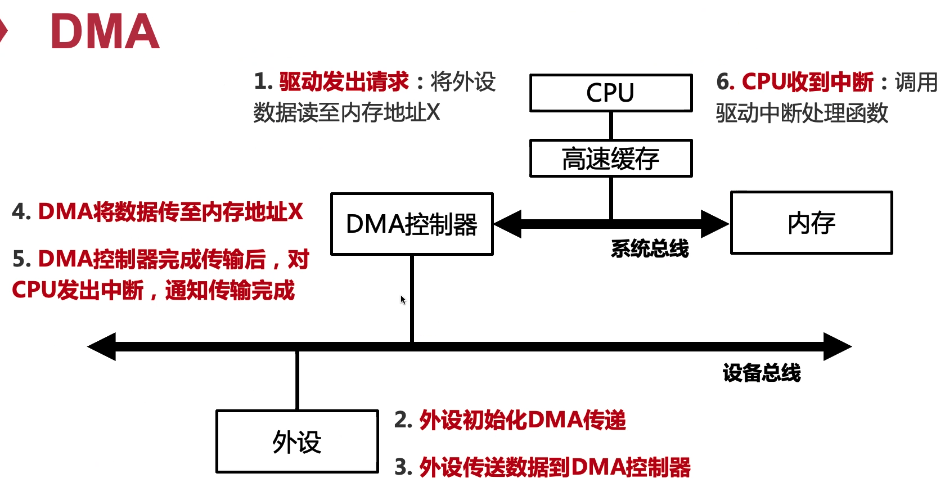 DMA
1. 驱动发出请求：将外设
数据读至内存地址X
CPU
6. CPU收到中断：调用
驱动中断处理函数
高速缓存
4. DMA将数据传至内存地址X
DMA控制器
内存
系统总线
5. DMA控制器完成传输后，对
CPU发出中断，通知传输完成
设备总线
外设
2. 外设初始化DMA传递
3. 外设传送数据到DMA控制器